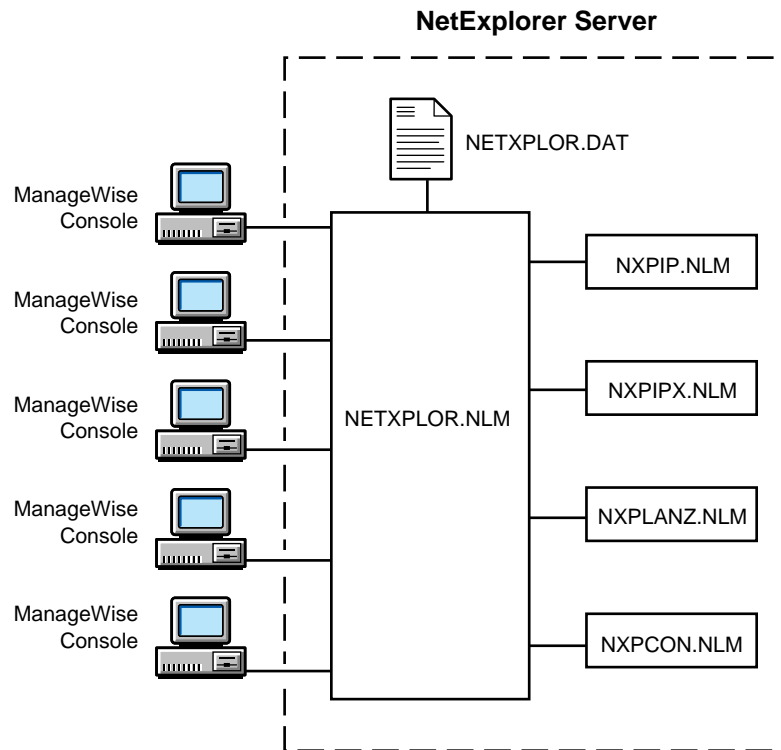 NetExplorer Server
NETXPLOR.DAT
ManageWise
Console
ManageWise
Console
ManageWise
Console
ManageWise
Console
ManageWise
Console
NETXPLOR.NLM
NXPIP.NLM
NXPIPX.NLM
NXPLANZ.NLM
NXPCON.NLM